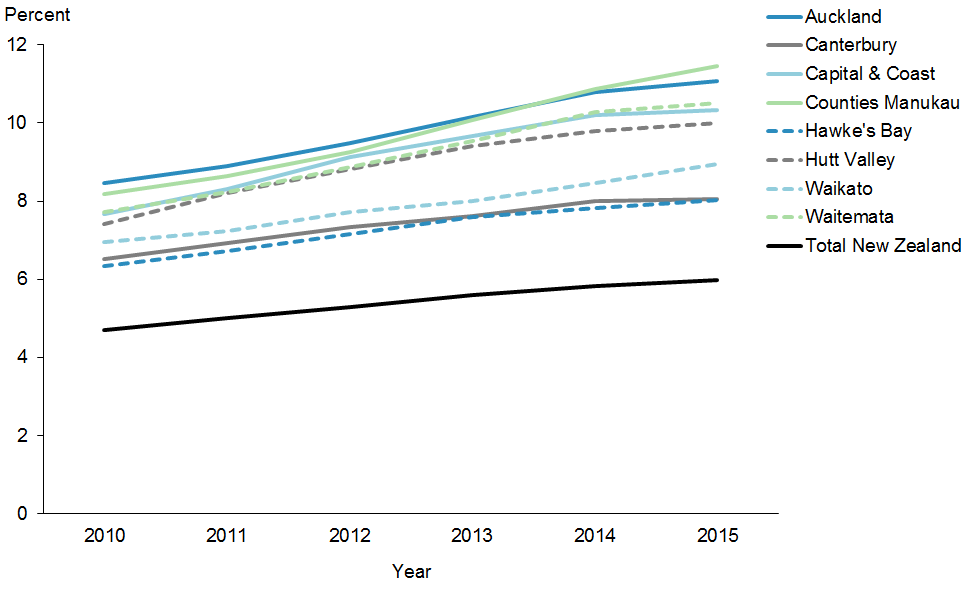 Percent
12
10
8
6
4
2
0
2010 2011 2012 2013 2014 2015
Year
Auckland
Canterbury
Capital & Coast
Counties Manukau
Hawke's Bay
Hutt Valley
Waikato
Waitemata
Total New Zealand